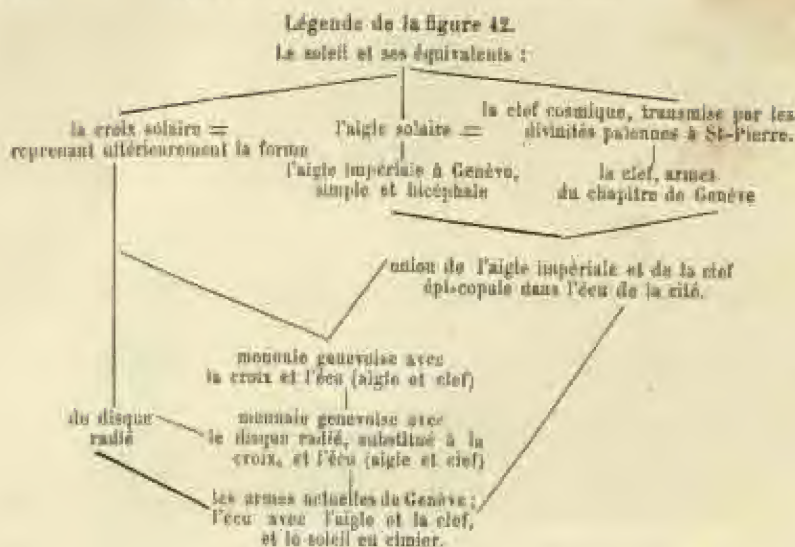 Légende de la figure 42.
Le soleil et ses équivalents :
la croix solaire =
reprenant ultérieurement la forme
l'aigle solaire =
l'aigle impériale à Genève,
simple et bicéphale
la clef cosmique, transmise par les
divinités païennes à St-Pierre.
la clef, armes
du chapitre de Genève
union de l'aigle impériale et de la clef
épiscopale dans l'écu de la cité.
monnaie genevoise avec
la croix et l'écu (aigle et clef)
du disque
radié
monnaie genevoise avec
le disque radié, substitué à la
croix, et l'écu (aigle et clef)
les armes actuelles de Genève :
l'écu avec l'aigle et la clef,
et le soleil en cimier.